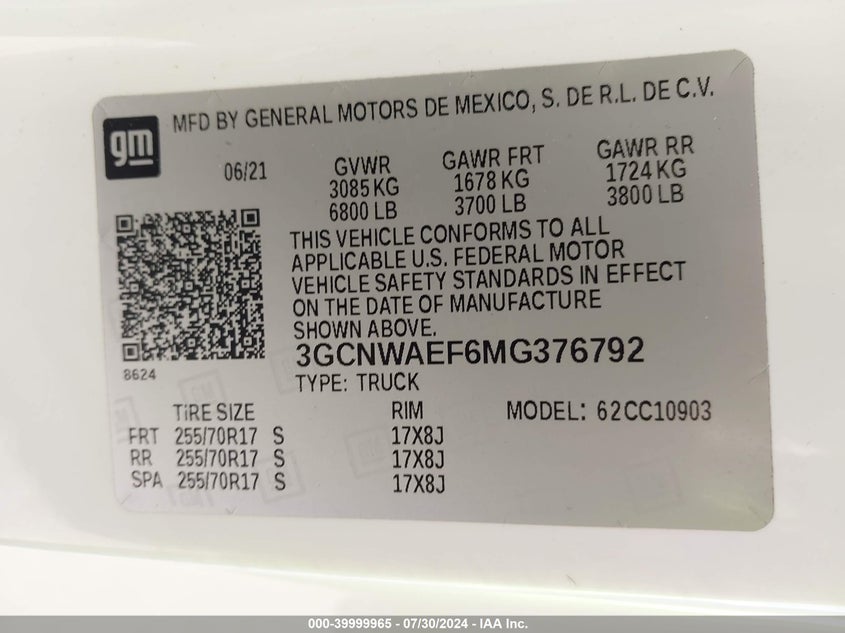 gm
MFD BY GENERAL MOTORS DE MEXICO, S. DE R.L. DE C.V.
06/21 GVWR GAWR FRT GAWR RR
3085 KG 1678 KG 1724 KG
6800 LB 3700 LB 3800 LB
THIS VEHICLE CONFORMS TO ALL
APPLICABLE U.S. FEDERAL MOTOR
VEHICLE SAFETY STANDARDS IN EFFECT
ON THE DATE OF MANUFACTURE
SHOWN ABOVE.
3GCNWAEF6MG376792
8624
TYPE: TRUCK
TIRE SIZE RIM MODEL: 62CC10903
FRT 255/70R17 S 17X8J
RR 255/70R17 S 17X8J
SPA 255/70R17 S 17X8J
000-39999965 / 07/30/2024 - IAA Inc.